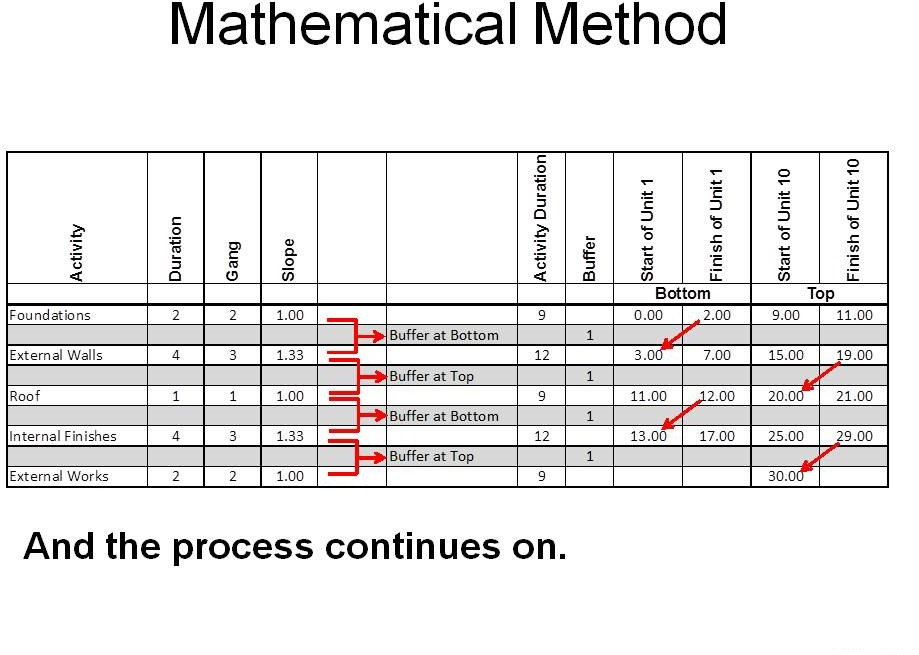 Mathematical Method
Activity Duration Gang Slope Activity Duration Buffer Start of Unit 1 Finish of Unit 1 Start of Unit 10 Finish of Unit 10
Bottom Top
Foundations 2 2 1.00 9 0.00 2.00 9.00 11.00
Buffer at Bottom 1
External Walls 4 3 1.33 12 3.00 7.00 15.00 19.00
Buffer at Top 1
Roof 1 1 1.00 9 11.00 12.00 20.00 21.00
Buffer at Bottom 1
Internal Finishes 4 3 1.33 12 13.00 17.00 25.00 29.00
Buffer at Top 1
External Works 2 2 1.00 9 30.00
And the process continues on.